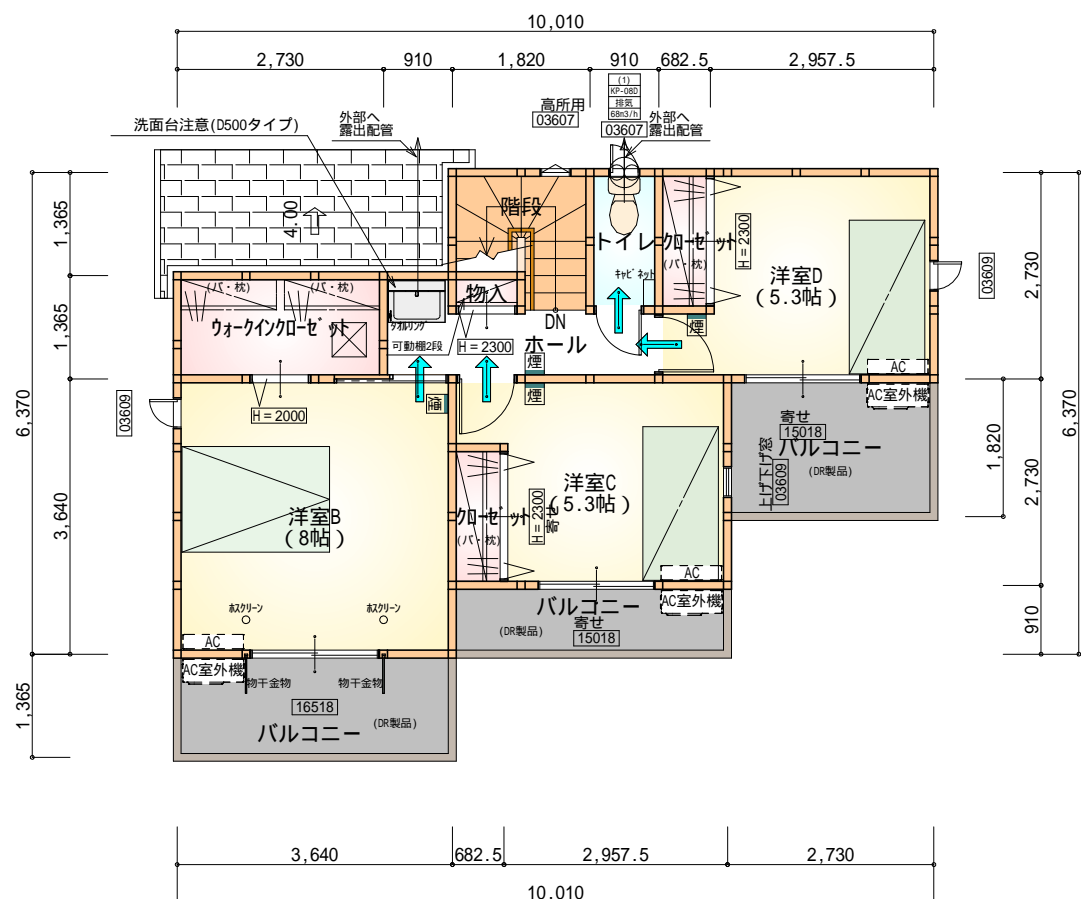 10,010
2,730
910
1,820
910
682.5
2,957.5
(1)
KP-08D
排気
68m3/h
高所用
03607
03607
外部へ
露出配管
外部へ
露出配管
洗面台注意(D500タイプ)
1,365
4.00
階段
トイレ
クローゼット
(パ・枕)
H=2300
洋室D
(5.3帖)
03609
2,730
キャビネット
(パ・枕)
(パ・枕)
物入
ウォークインクローゼット
タオルリング
可動棚2段
H=2300
DN
ホール
煙
煙
煙
煙
1,365
6,370
6,370
AC
AC室外機
03609
H=2000
寄せ
15018
バルコニー
(DR製品)
上げ下げ窓
03609
1,820
2,730
洋室C
(5.3帖)
クローゼット
(パ・枕)
H=2300
寄せ
洋室B
(8帖)
3,640
AC
AC室外機
バルコニー
(DR製品)
寄せ
15018
910
ホスクリーン
ホスクリーン
AC
AC室外機
物干金物
物干金物
16518
バルコニー
(DR製品)
1,365
3,640
682.5
2,957.5
2,730
10,010